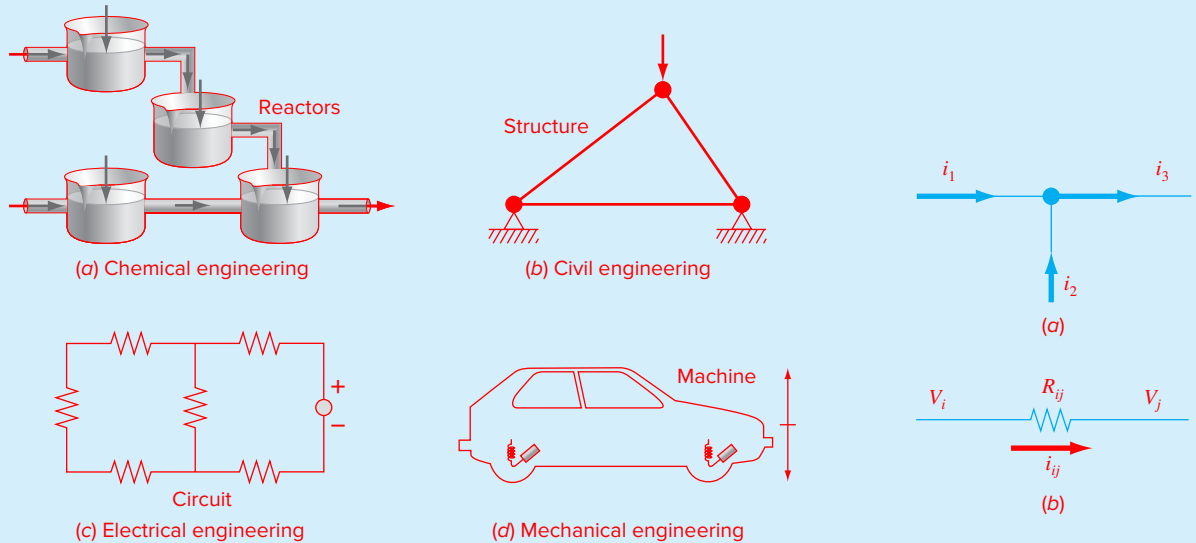 Reactors
(a) Chemical engineering
Structure
(b) Civil engineering
+
−
Circuit
(c) Electrical engineering
Machine
(d) Mechanical engineering
i₁
i₃
i₂
(a)
Vᵢ
Rᵢⱼ
Vⱼ
iᵢⱼ
(b)